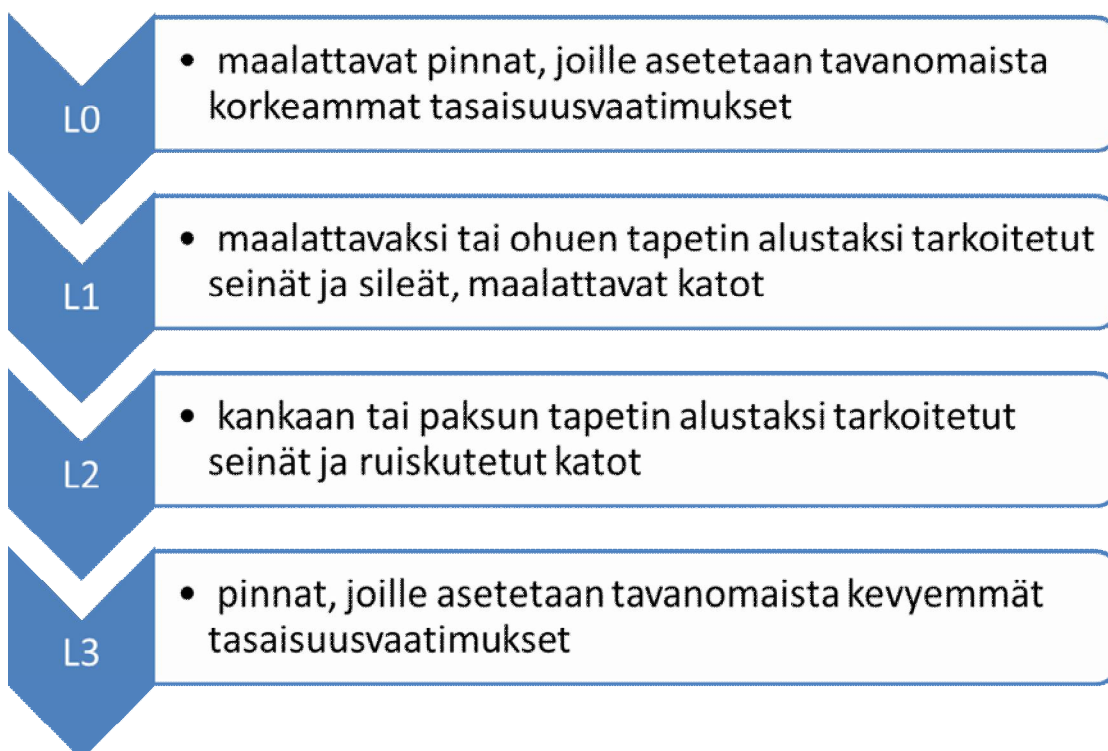 L0
• maalattavat pinnat, joille asetetaan tavanomaista
korkeammat tasaisuusvaatimukset
L1
• maalattavaksi tai ohuen tapetin alustaksi tarkoitetut
seinät ja sileät, maalattavat katot
L2
• kankaan tai paksun tapetin alustaksi tarkoitetut
seinät ja ruiskutetut katot
L3
• pinnat, joille asetetaan tavanomaista kevyemmät
tasaisuusvaatimukset